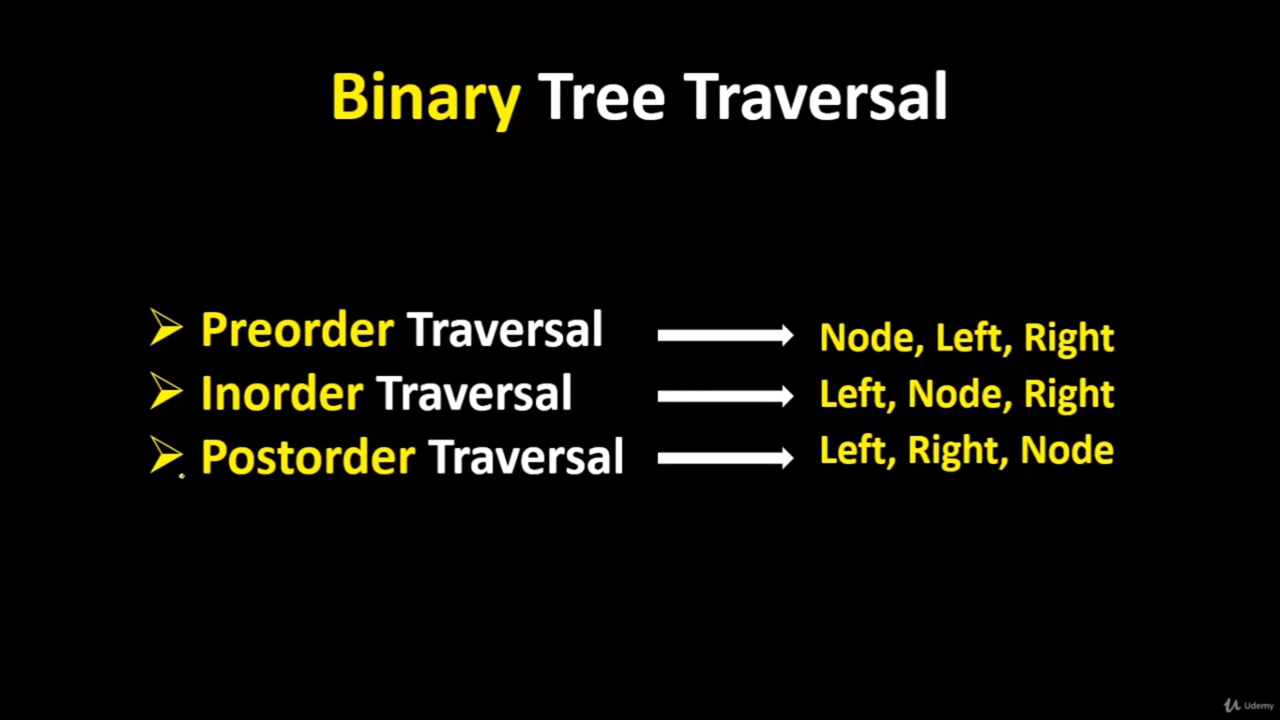 Binary Tree Traversal
Preorder Traversal Node, Left, Right
Inorder Traversal Left, Node, Right
Postorder Traversal Left, Right, Node
Udemy